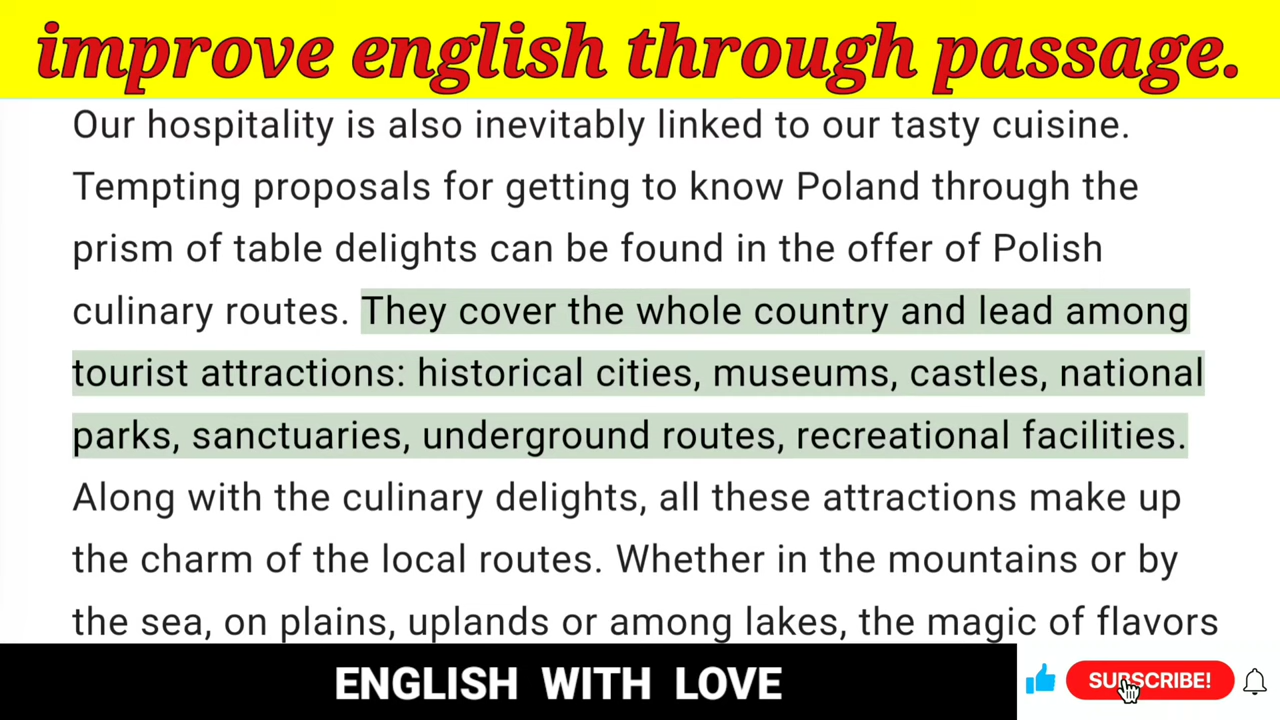 improve english through passage.
Our hospitality is also inevitably linked to our tasty cuisine.
Tempting proposals for getting to know Poland through the
prism of table delights can be found in the offer of Polish
culinary routes. They cover the whole country and lead among
tourist attractions: historical cities, museums, castles, national
parks, sanctuaries, underground routes, recreational facilities.
Along with the culinary delights, all these attractions make up
the charm of the local routes. Whether in the mountains or by
the sea, on plains, uplands or among lakes, the magic of flavors
ENGLISH WITH LOVE
SUBSCRIBE!